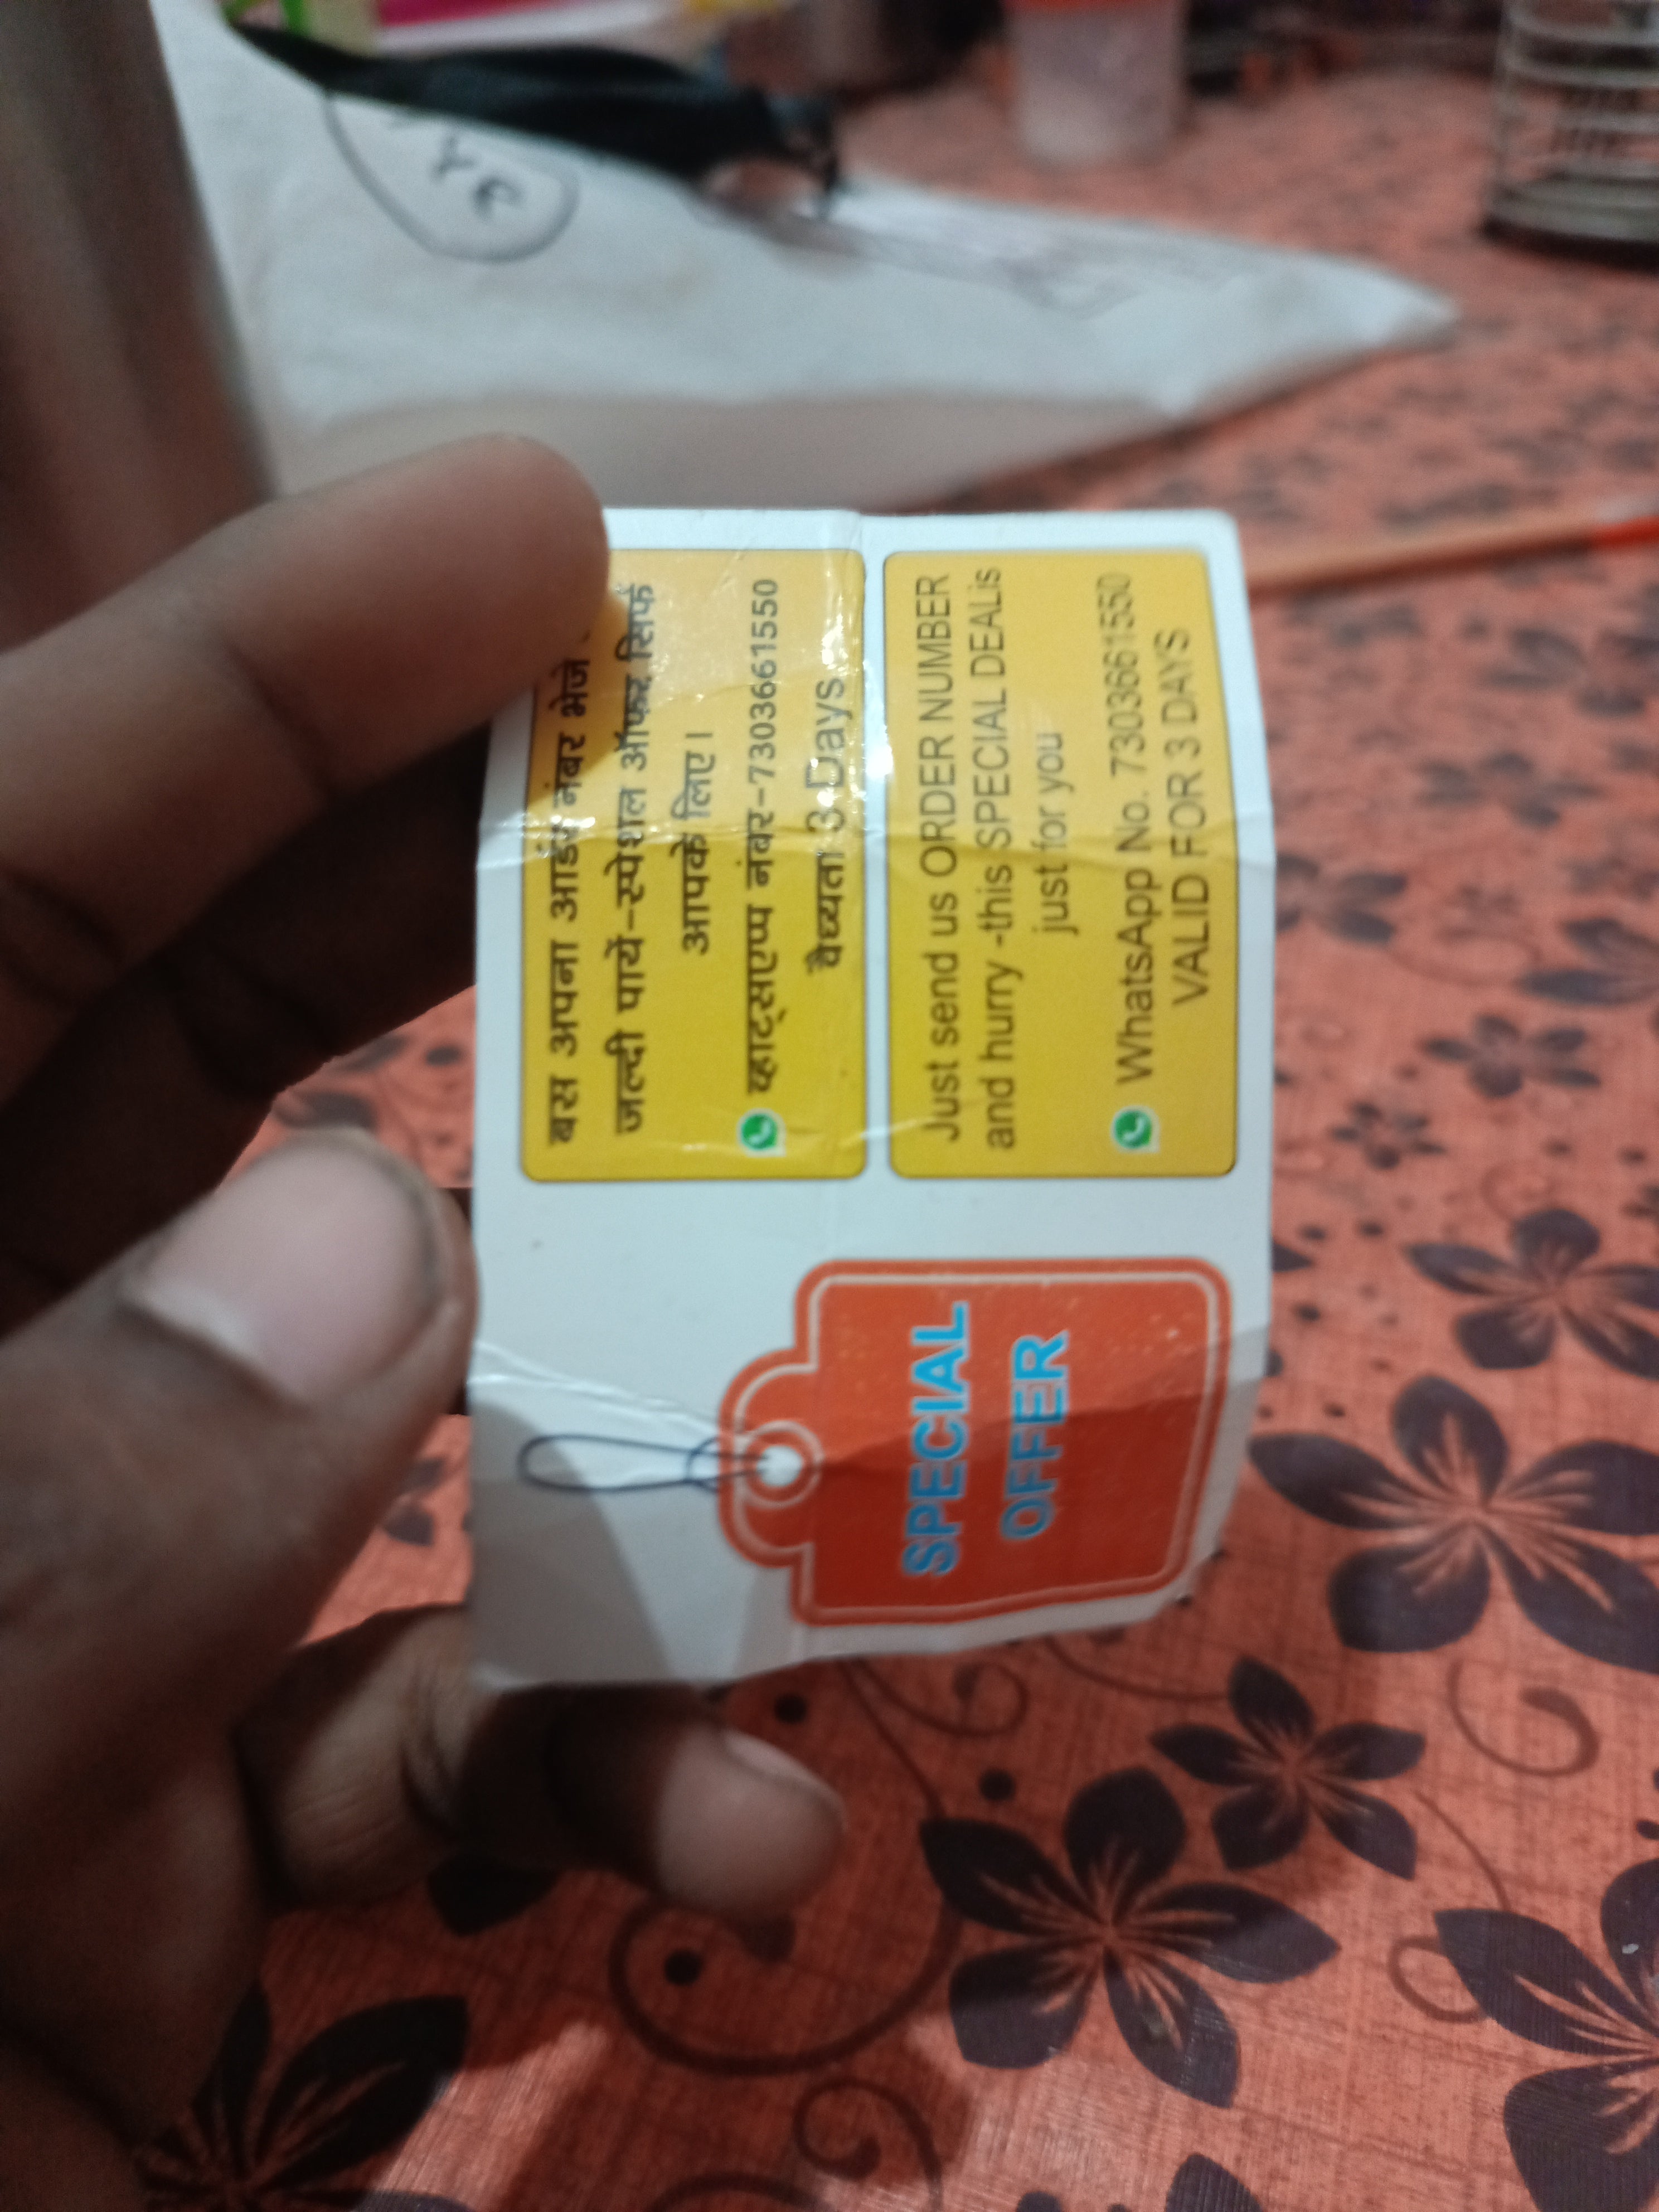 बस अपना आर्डर नंबर भेजे
जल्दी पायें-स्पेशल ऑफर सिर्फ
आपके लिए।
व्हाट्सएप्प नंबर-7303661550
वैध्यता 3 Days
Just send us ORDER NUMBER
and hurry -this SPECIAL DEALis
just for you
WhatsApp No. 7303661550
VALID FOR 3 DAYS
SPECIAL
OFFER